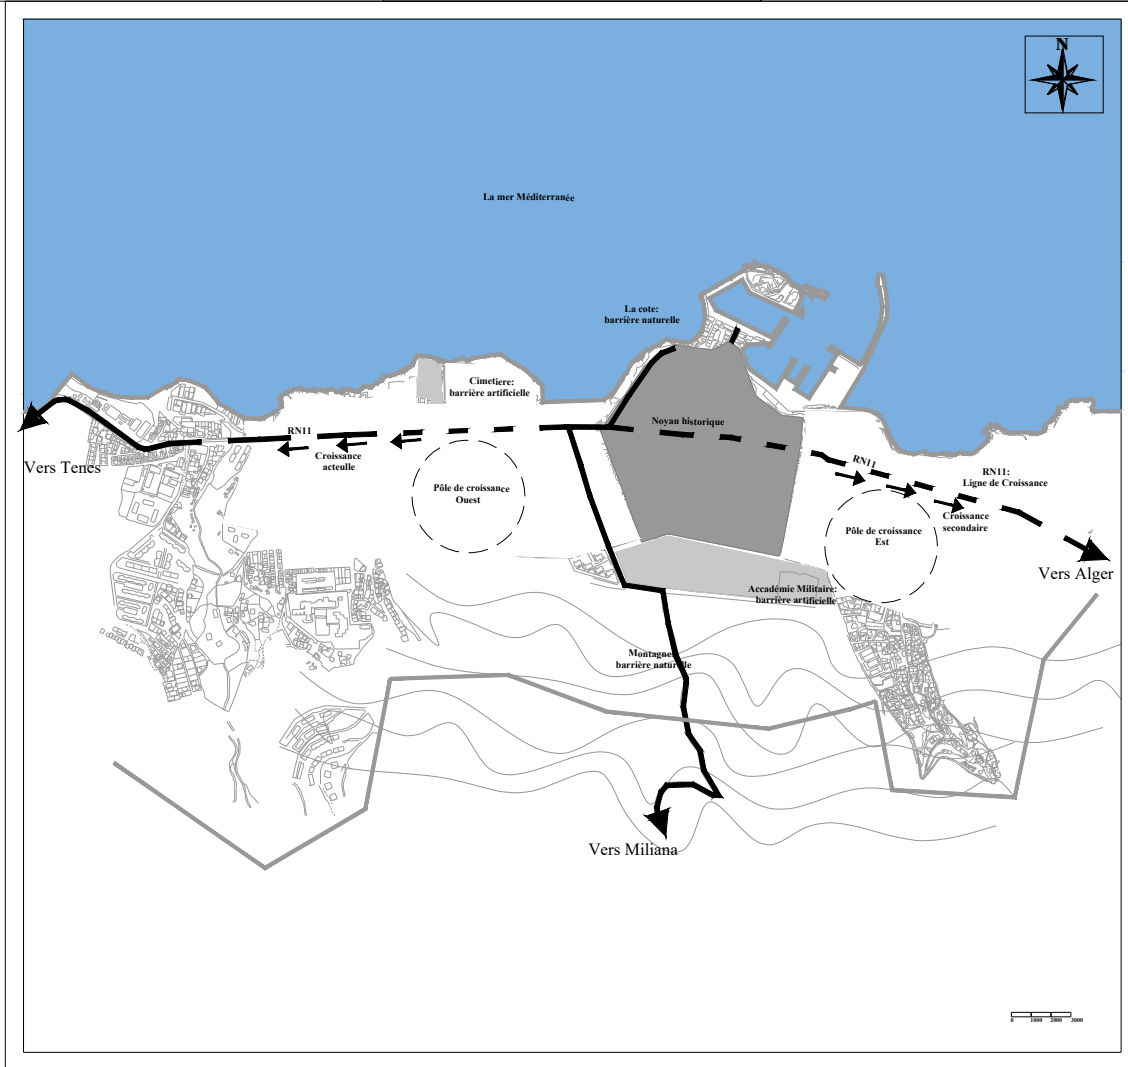 N
La mer Méditerranée
La cote:
barrière naturelle
Cimetiere:
barrière artificielle
Noyau historique
RN11
Croissance
acteulle
Vers Tenes
Pôle de croissance
Ouest
RN11
RN11:
Ligne de Croissance
Croissance
secondaire
Pôle de croissance
Est
Vers Alger
Accadémie Militaire:
barrière artificielle
Montagne:
barrière naturelle
Vers Miliana
0 1000 2000 3000